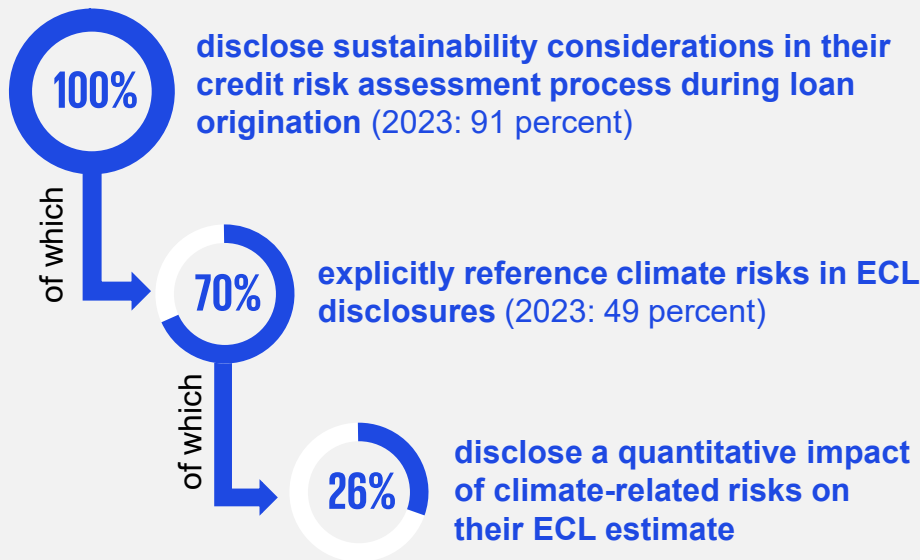 100%
disclose sustainability considerations in their
credit risk assessment process during loan
origination (2023: 91 percent)
of which
70%
explicitly reference climate risks in ECL
disclosures (2023: 49 percent)
of which
26%
disclose a quantitative impact
of climate-related risks on
their ECL estimate